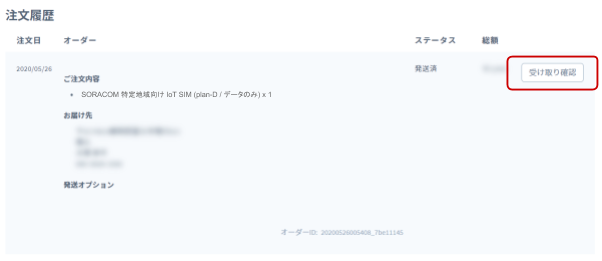 注文履歴
注文日 オーダー ステータス 総額
2020/05/26 発送済 受け取り確認
ご注文内容
• SORACOM 特定地域向け IoT SIM (plan-D / データのみ) x 1
お届け先
発送オプション
オーダーID: 20200526005408_7be11145